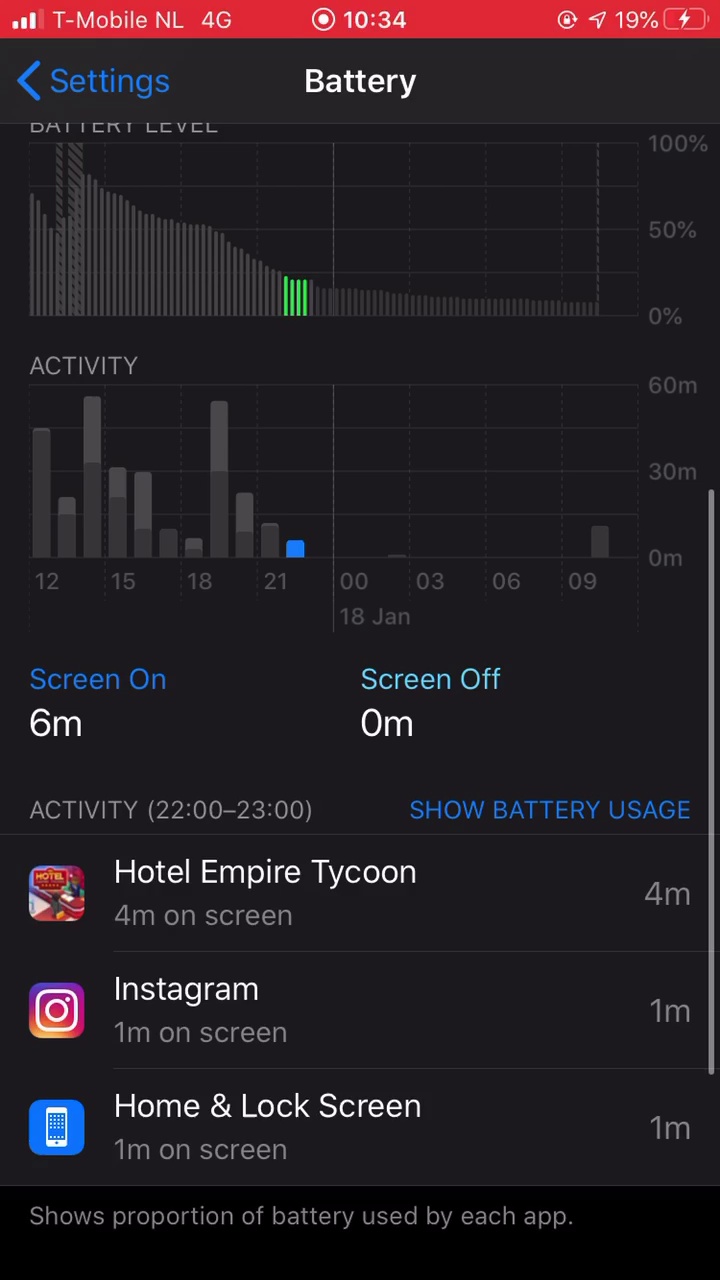 T-Mobile NL 4G 10:34 19%
Settings Battery
BATTERY LEVEL
100%
50%
0%
ACTIVITY
60m
30m
0m
12 15 18 21 00 03 06 09
18 Jan
Screen On Screen Off
6m 0m
ACTIVITY (22:00–23:00) SHOW BATTERY USAGE
HOTEL
Hotel Empire Tycoon
4m on screen
4m
Instagram
1m on screen
1m
Home & Lock Screen
1m on screen
1m
Shows proportion of battery used by each app.